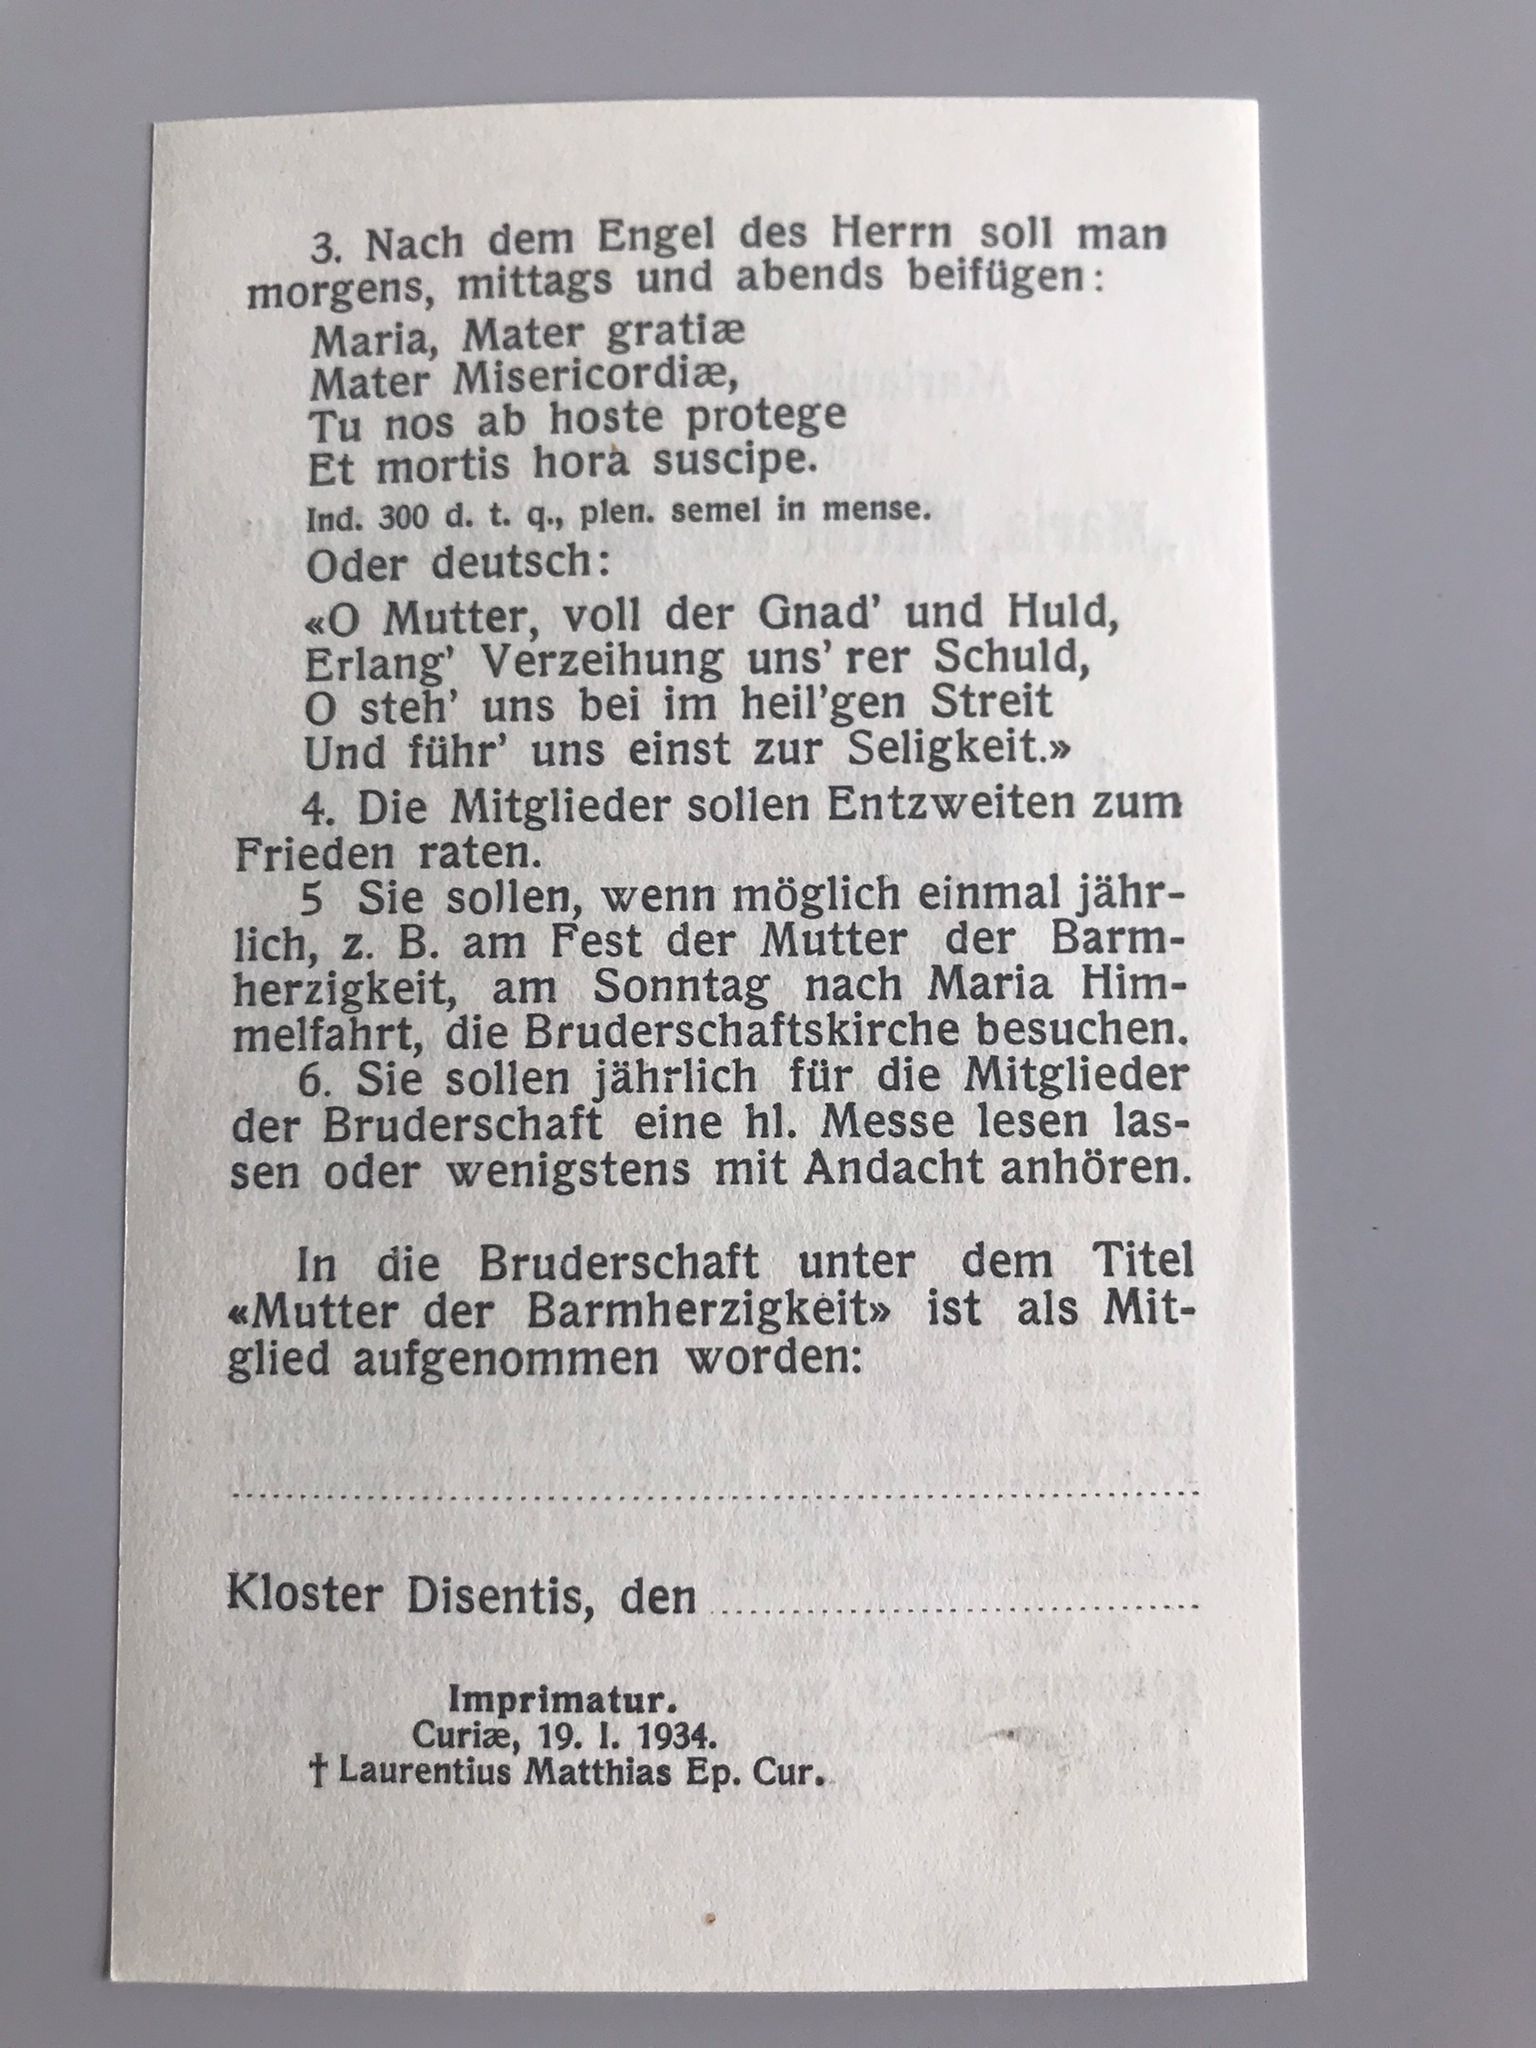 3. Nach dem Engel des Herrn soll man
morgens, mittags und abends beifügen:
Maria, Mater gratiæ
Mater Misericordiæ,
Tu nos ab hoste protege
Et mortis hora suscipe.
Ind. 300 d. t. q., plen. semel in mense.
Oder deutsch:
«O Mutter, voll der Gnad’ und Huld,
Erlang’ Verzeihung uns’ rer Schuld,
O steh’ uns bei im heil’gen Streit
Und führ’ uns einst zur Seligkeit.»
4. Die Mitglieder sollen Entzweiten zum
Frieden raten.
5 Sie sollen, wenn möglich einmal jähr-
lich, z. B. am Fest der Mutter der Barm-
herzigkeit, am Sonntag nach Maria Him-
melfahrt, die Bruderschaftskirche besuchen.
6. Sie sollen jährlich für die Mitglieder
der Bruderschaft eine hl. Messe lesen las-
sen oder wenigstens mit Andacht anhören.
In die Bruderschaft unter dem Titel
«Mutter der Barmherzigkeit» ist als Mit-
glied aufgenommen worden:
Kloster Disentis, den
Imprimatur.
Curiæ, 19. I. 1934.
† Laurentius Matthias Ep. Cur.